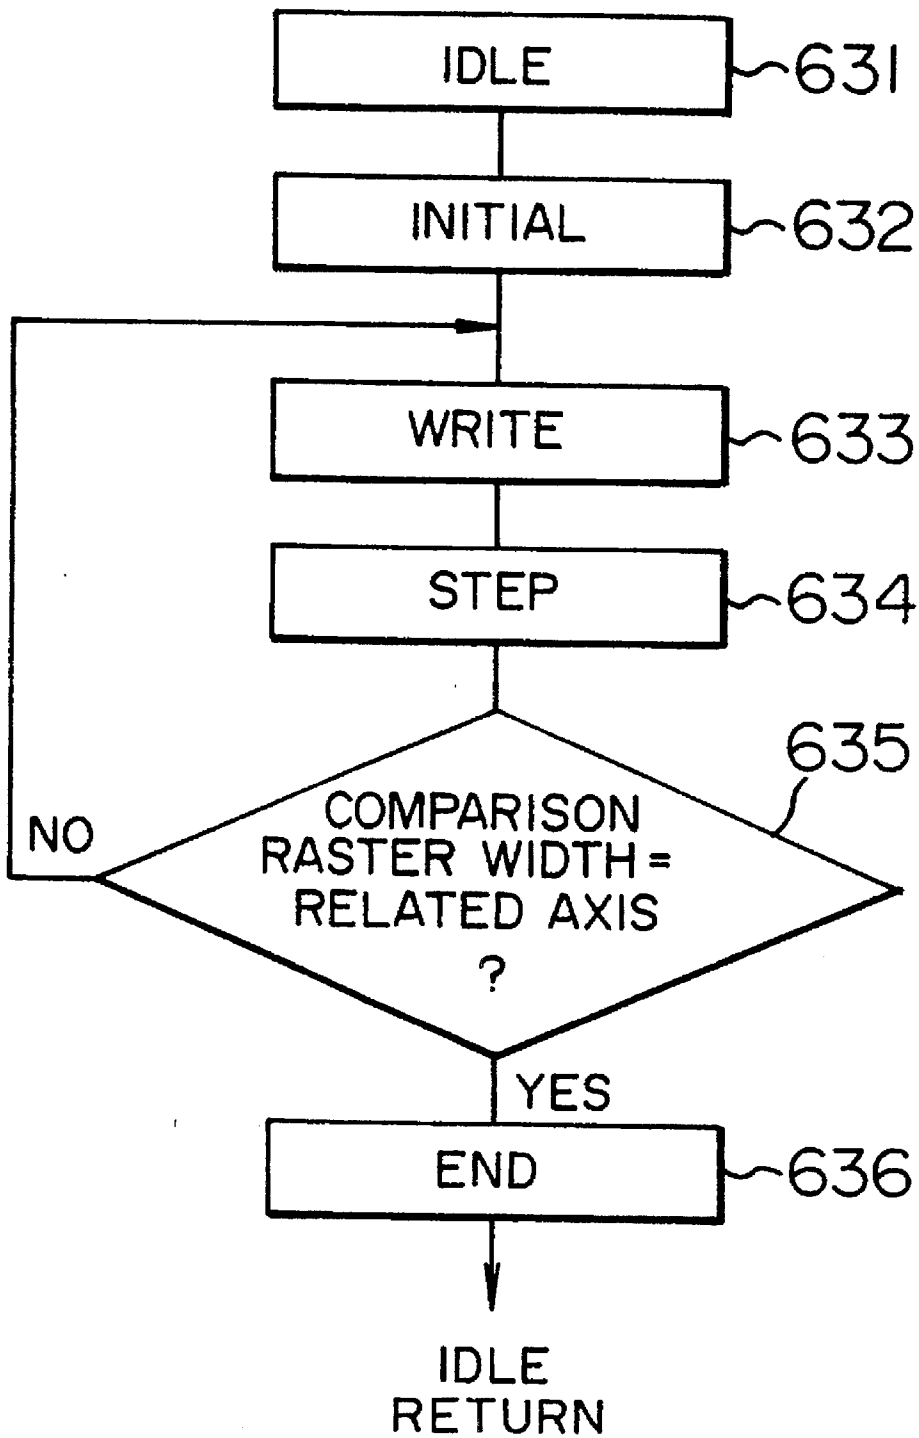 IDLE 631
INITIAL 632
WRITE 633
STEP 634
635
COMPARISON
NO RASTER WIDTH =
RELATED AXIS
?
YES
END 636
IDLE
RETURN